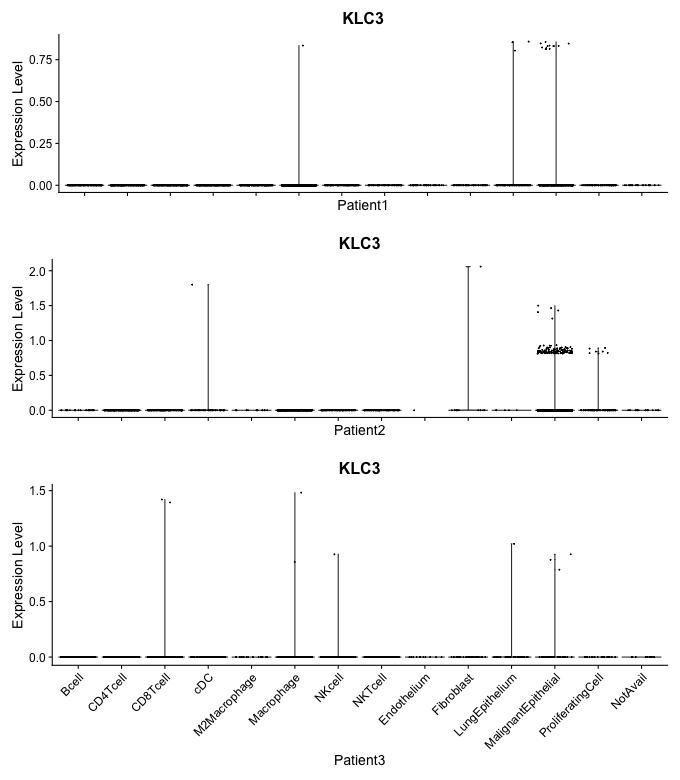 KLC3
Expression Level
0.75
0.50
0.25
0.00
Patient1
KLC3
Expression Level
2.0
1.5
1.0
0.5
0.0
Patient2
KLC3
Expression Level
1.5
1.0
0.5
0.0
Bcell
CD4Tcell
CD8Tcell
cDC
M2Macrophage
Macrophage
NKcell
NKTcell
Endothelium
Fibroblast
LungEpithelium
MalignantEpithelial
ProliferatingCell
NotAvail
Patient3